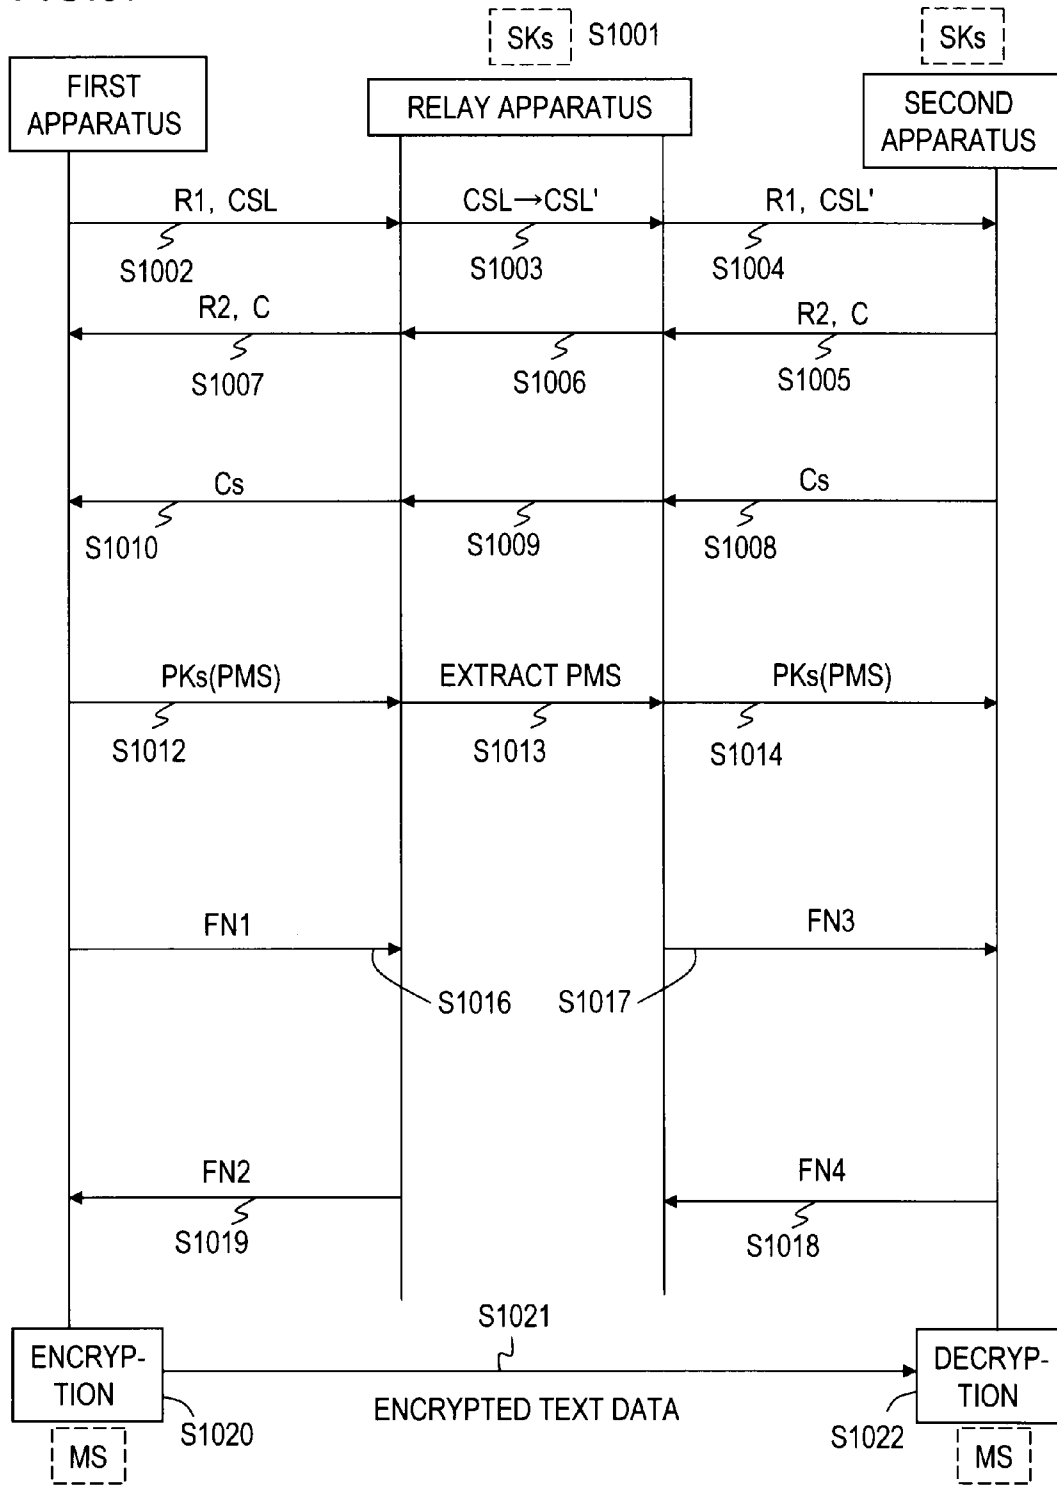 SKs S1001 SKs
FIRST
APPARATUS
RELAY APPARATUS
SECOND
APPARATUS
R1, CSL CSL→CSL' R1, CSL'
S1002 S1003 S1004
R2, C R2, C
S1007 S1006 S1005
Cs Cs
S1010 S1009 S1008
PKs(PMS) EXTRACT PMS PKs(PMS)
S1012 S1013 S1014
FN1 FN3
S1016 S1017
FN2 FN4
S1019 S1018
S1021
ENCRYP-
TION
DECRYP-
TION
ENCRYPTED TEXT DATA
S1020 S1022
MS MS